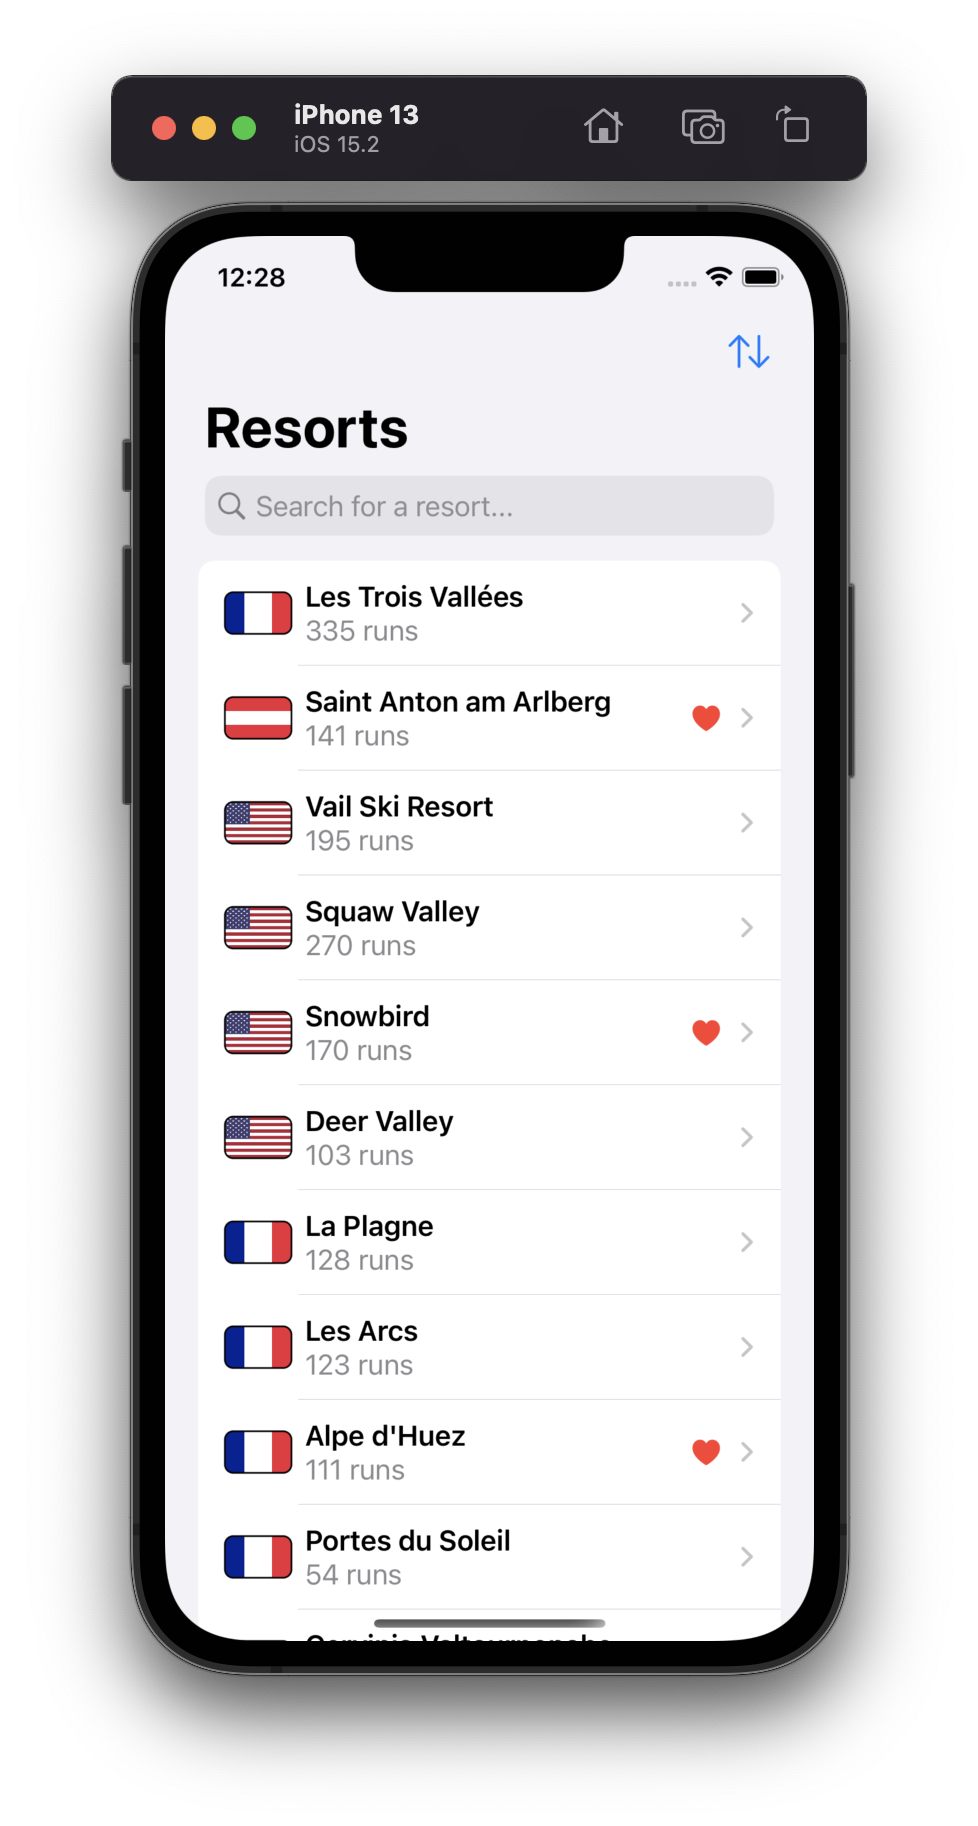 iPhone 13
iOS 15.2
12:28
Resorts
Search for a resort...
Les Trois Vallées
335 runs
Saint Anton am Arlberg
141 runs
Vail Ski Resort
195 runs
Squaw Valley
270 runs
Snowbird
170 runs
Deer Valley
103 runs
La Plagne
128 runs
Les Arcs
123 runs
Alpe d'Huez
111 runs
Portes du Soleil
54 runs